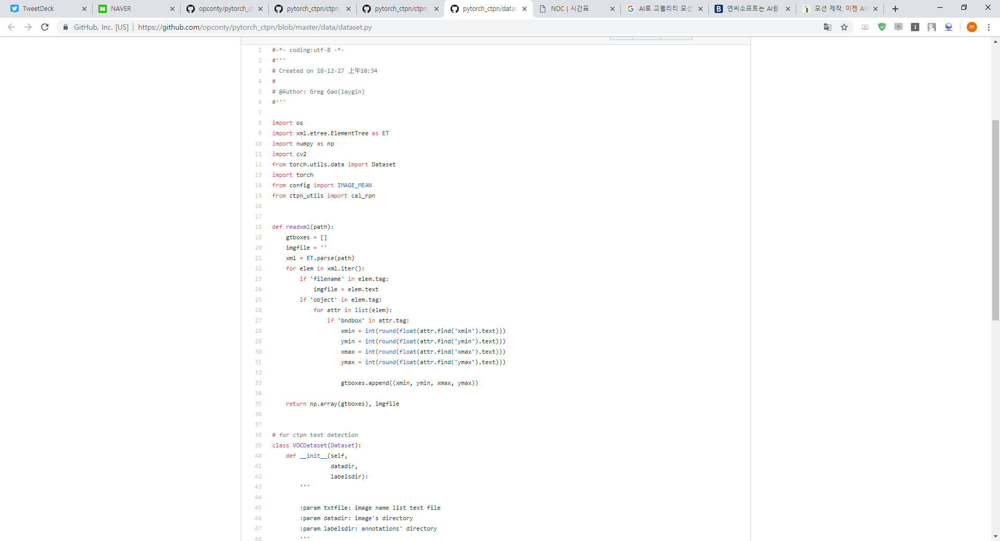 TweetDeck
NAVER
opconty/pytorch_ct
pytorch_ctpn/ctpn_
pytorch_ctpn/ctpn_
pytorch_ctpn/datas
NDC | 시간표
AI로 고퀄리티 모션
엔씨소프트는 AI를
모션 제작, 이젠 AI
GitHub, Inc. [US] | https://github.com/opconty/pytorch_ctpn/blob/master/data/dataset.py
1 #-*- coding:utf-8 -*-
2 #'''
3 # Created on 18-12-27 上午10:34
4 #
5 # @Author: Greg Gao(laygin)
6 #'''
7
8 import os
9 import xml.etree.ElementTree as ET
10 import numpy as np
11 import cv2
12 from torch.utils.data import Dataset
13 import torch
14 from config import IMAGE_MEAN
15 from ctpn_utils import cal_rpn
16
17
18 def readxml(path):
19     gtboxes = []
20     imgfile = ''
21     xml = ET.parse(path)
22     for elem in xml.iter():
23         if 'filename' in elem.tag:
24             imgfile = elem.text
25         if 'object' in elem.tag:
26             for attr in list(elem):
27                 if 'bndbox' in attr.tag:
28                     xmin = int(round(float(attr.find('xmin').text)))
29                     ymin = int(round(float(attr.find('ymin').text)))
30                     xmax = int(round(float(attr.find('xmax').text)))
31                     ymax = int(round(float(attr.find('ymax').text)))
32
33                     gtboxes.append((xmin, ymin, xmax, ymax))
34
35     return np.array(gtboxes), imgfile
36
37
38 # for ctpn text detection
39 class VOCDataset(Dataset):
40     def __init__(self,
41                  datadir,
42                  labelsdir):
43         '''
44
45         :param txtfile: image name list text file
46         :param datadir: image's directory
47         :param labelsdir: annotations' directory
48         '''